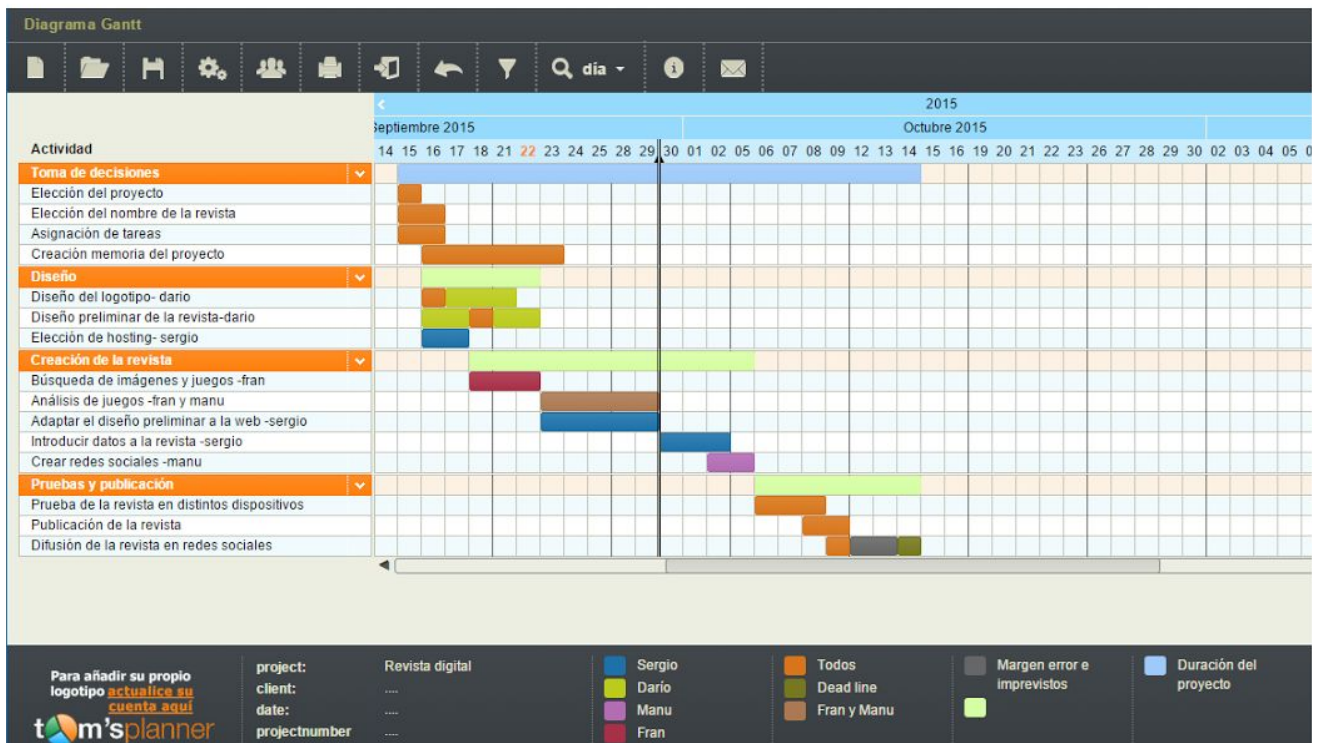 Diagrama Gantt
día
2015
Septiembre 2015
Octubre 2015
Actividad
14 15 16 17 18 21 22 23 24 25 28 29 30 01 02 05 06 07 08 09 12 13 14 15 16 19 20 21 22 23 26 27 28 29 30 02 03 04 05 0
Toma de decisiones
Elección del proyecto
Elección del nombre de la revista
Asignación de tareas
Creación memoria del proyecto
Diseño
Diseño del logotipo- dario
Diseño preliminar de la revista-dario
Elección de hosting- sergio
Creación de la revista
Búsqueda de imágenes y juegos -fran
Análisis de juegos -fran y manu
Adaptar el diseño preliminar a la web -sergio
Introducir datos a la revista -sergio
Crear redes sociales -manu
Pruebas y publicación
Prueba de la revista en distintos dispositivos
Publicación de la revista
Difusión de la revista en redes sociales
Para añadir su propio
logotipo actualice su
cuenta aquí
tom'splanner
project: Revista digital
client: ....
date: ....
projectnumber ....
Sergio
Darío
Manu
Fran
Todos
Dead line
Fran y Manu
Margen error e
imprevistos
Duración del
proyecto